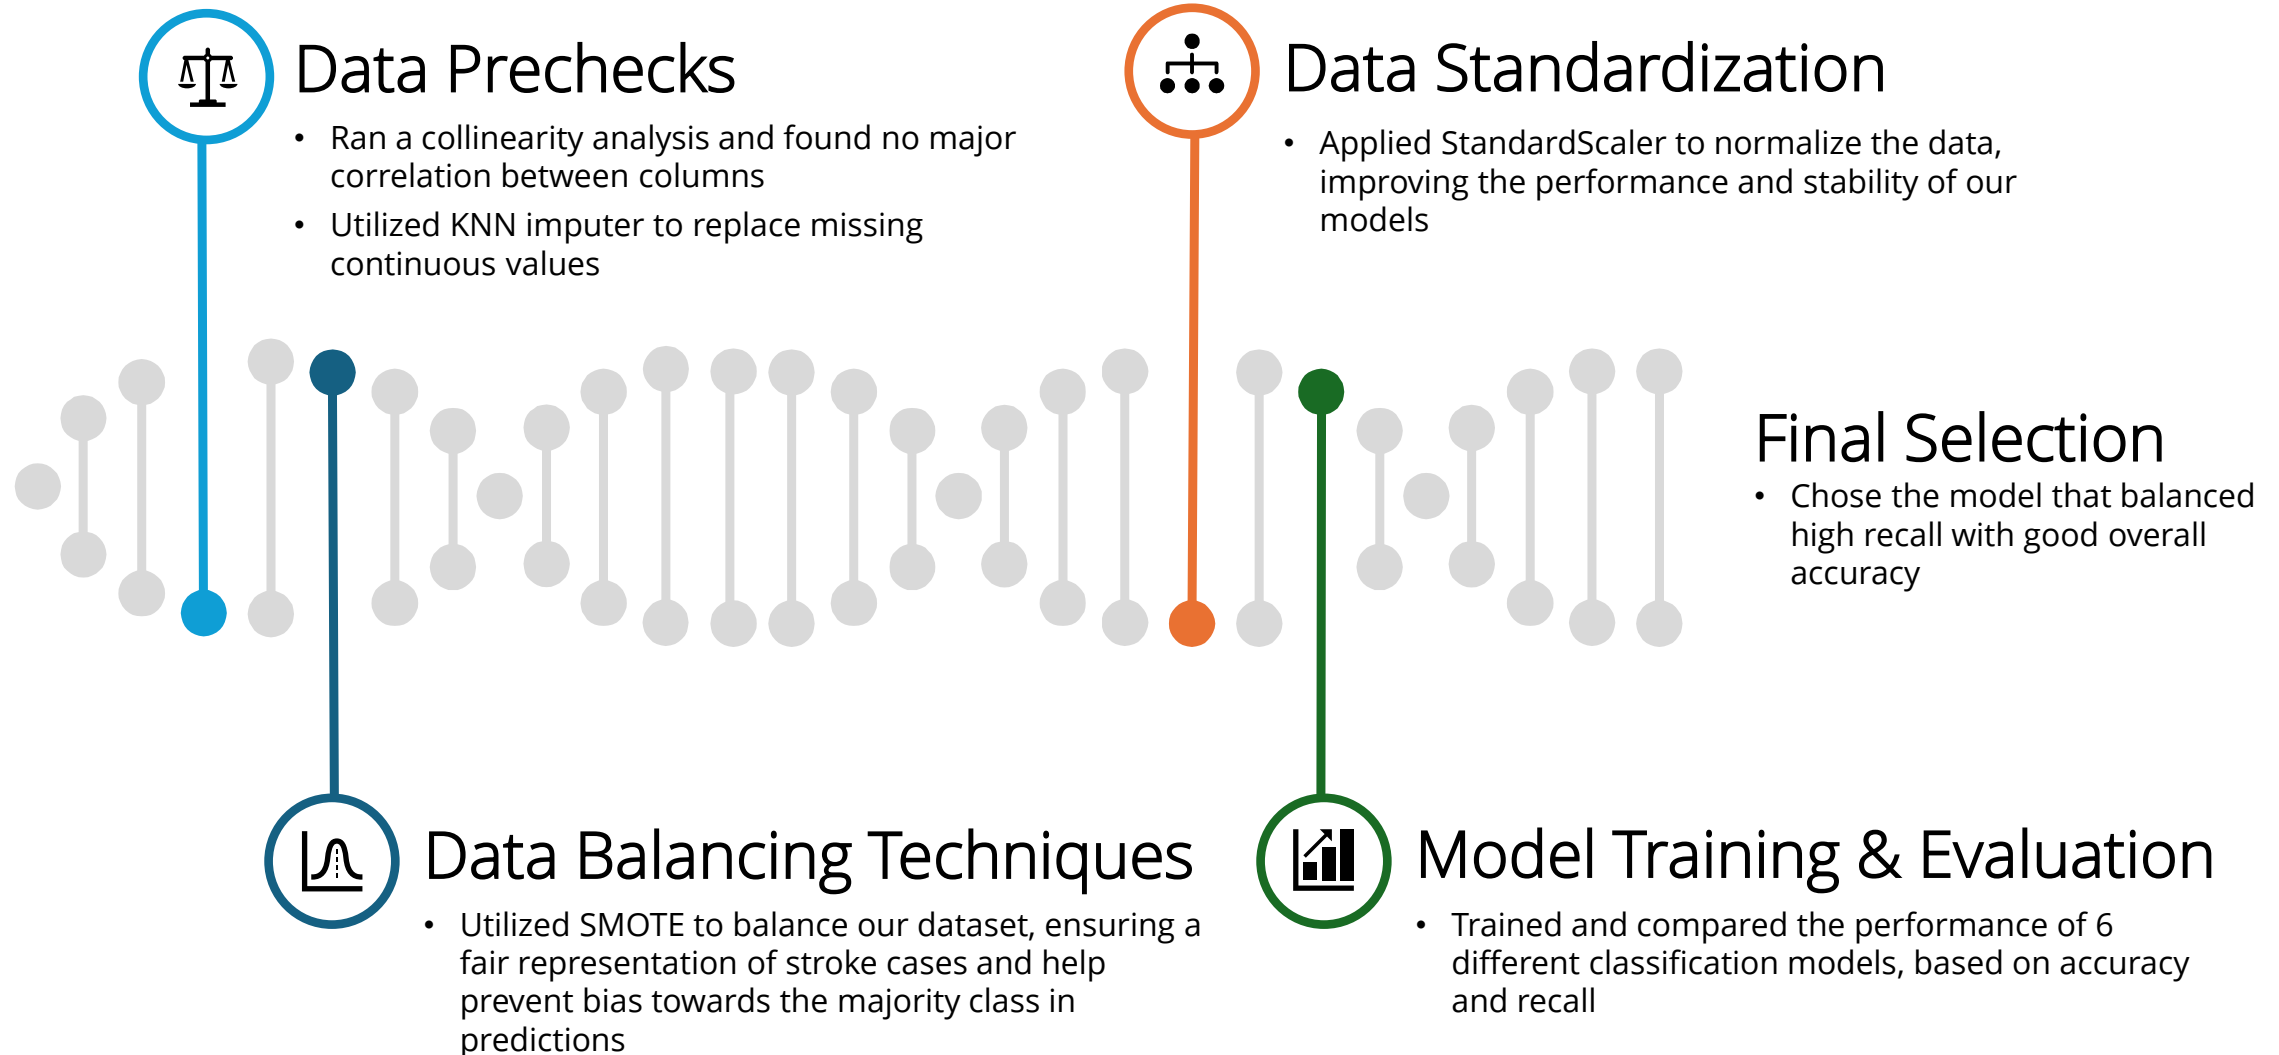 Data Prechecks
• Ran a collinearity analysis and found no major
correlation between columns
• Utilized KNN imputer to replace missing
continuous values
Data Balancing Techniques
• Utilized SMOTE to balance our dataset, ensuring a
fair representation of stroke cases and help
prevent bias towards the majority class in
predictions
Data Standardization
• Applied StandardScaler to normalize the data,
improving the performance and stability of our
models
Model Training & Evaluation
• Trained and compared the performance of 6
different classification models, based on accuracy
and recall
Final Selection
• Chose the model that balanced
high recall with good overall
accuracy